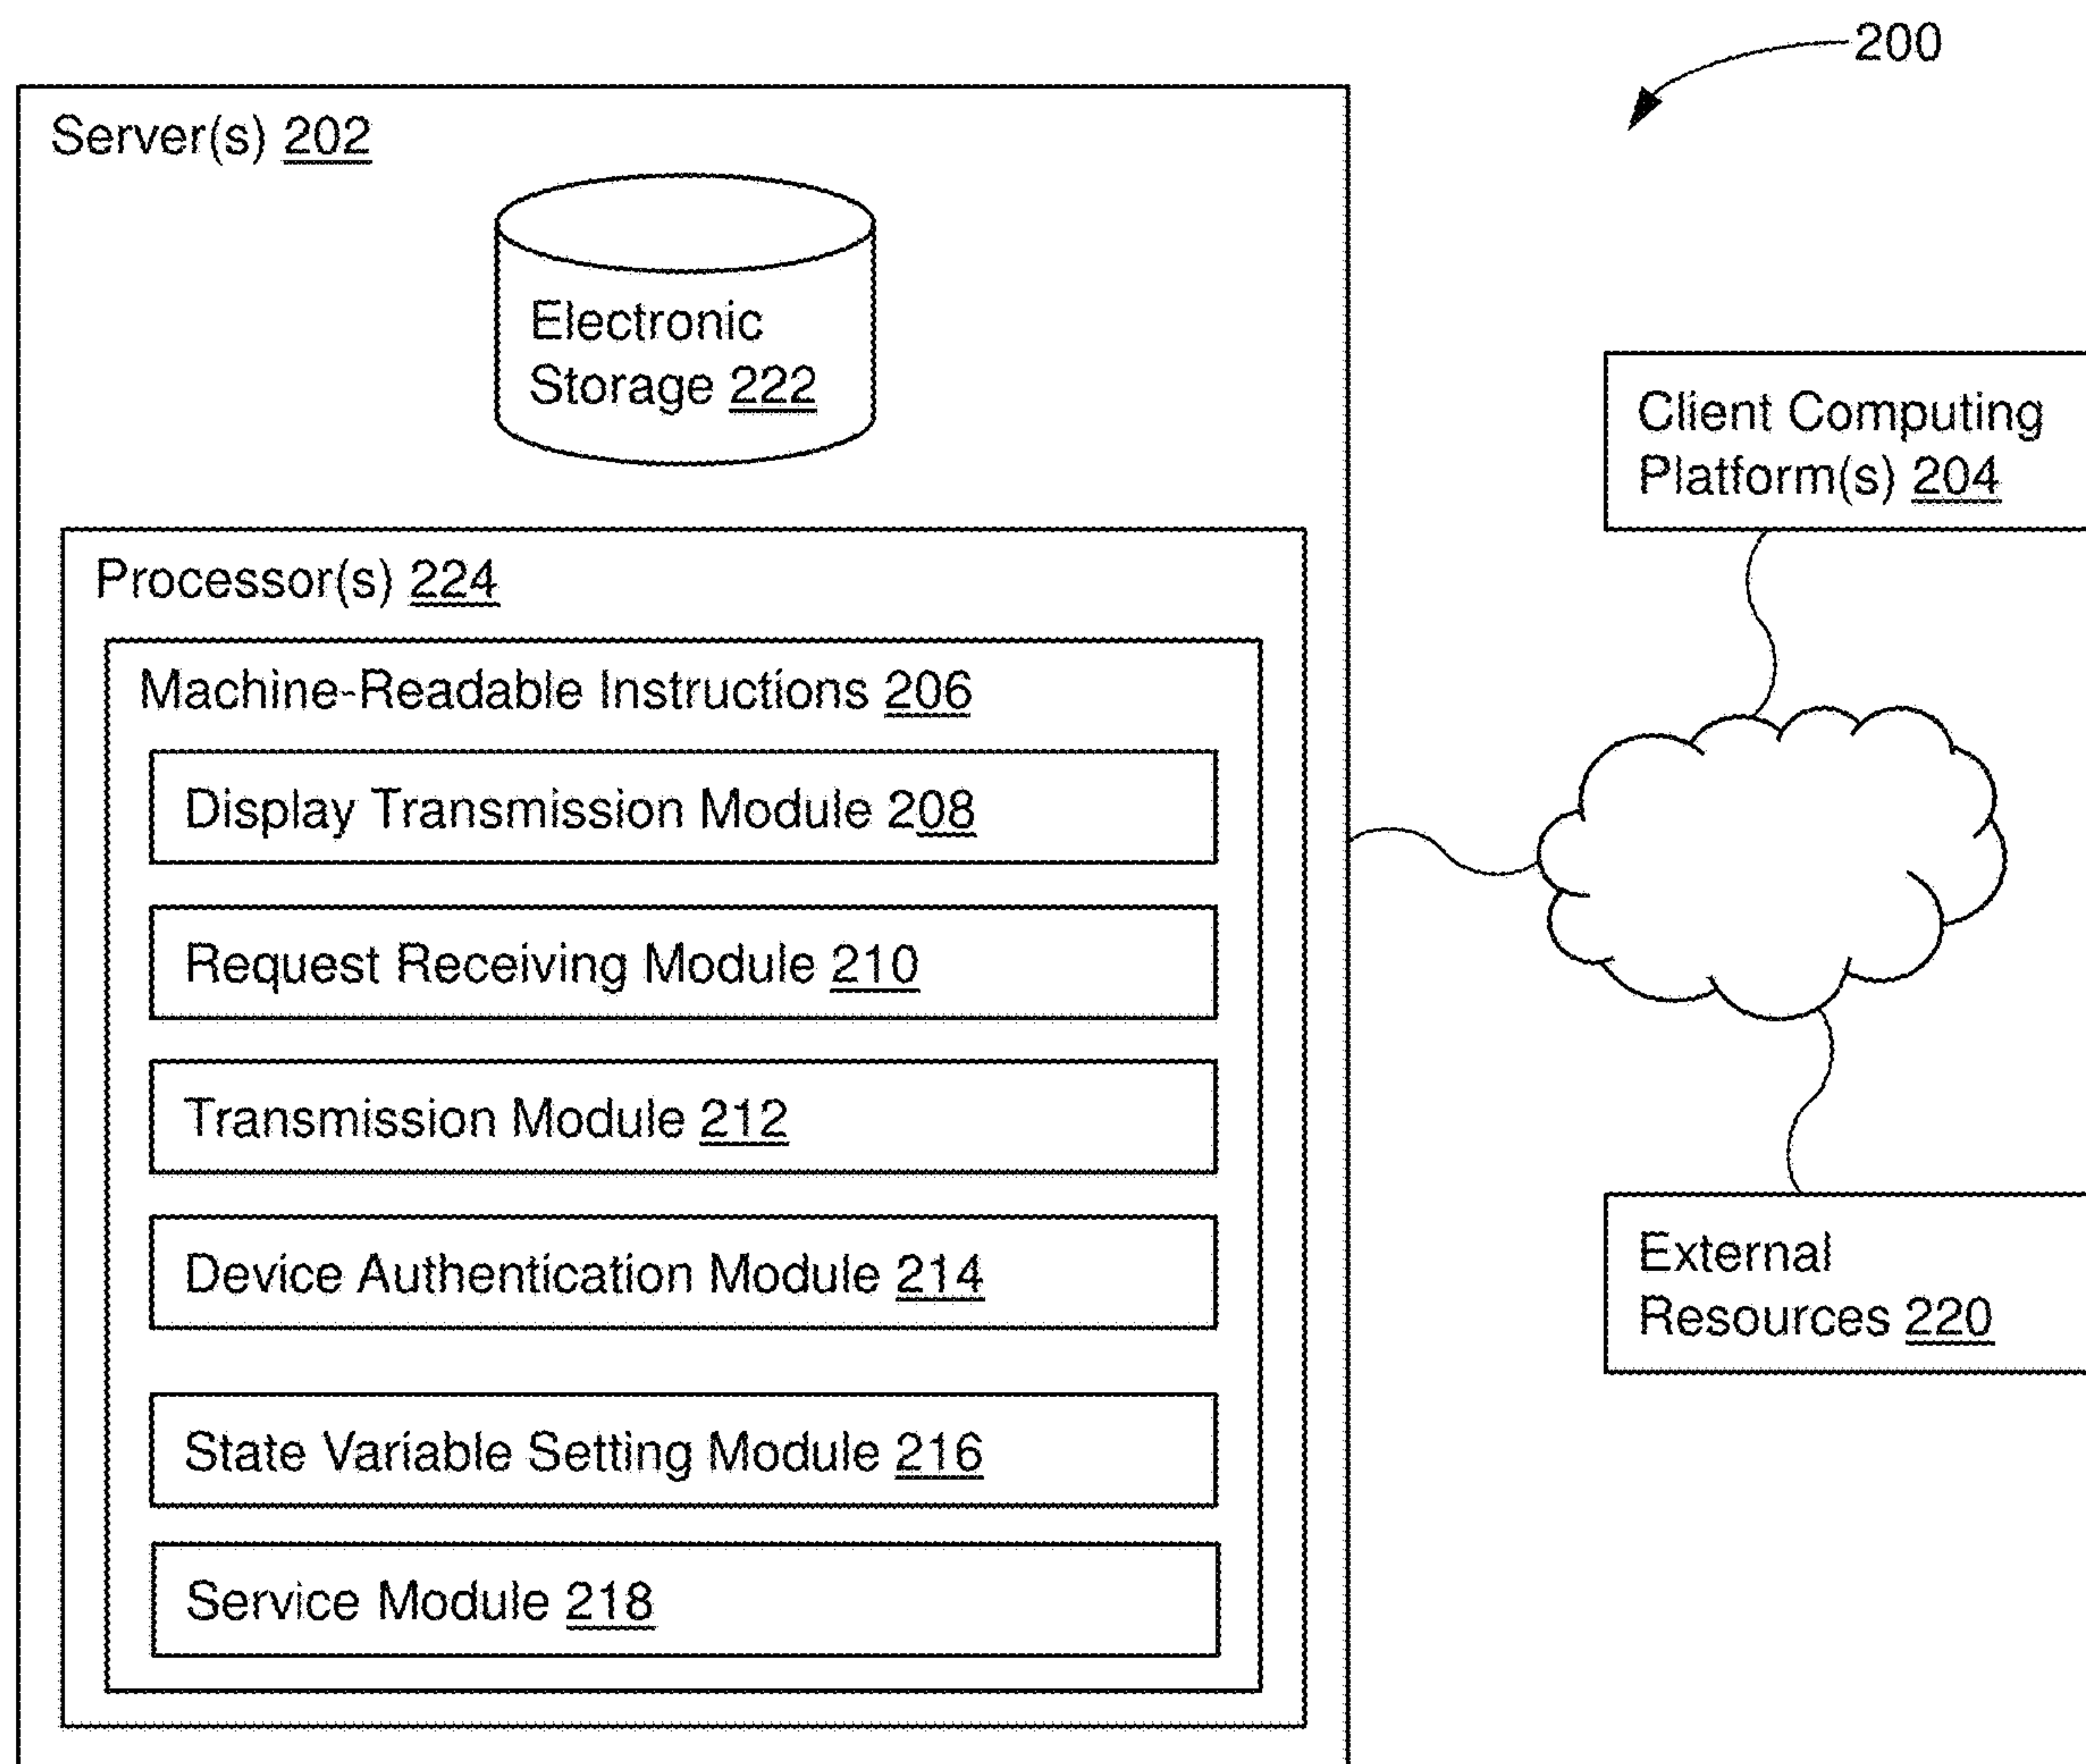 200
Server(s) 202
Electronic
Storage 222
Client Computing
Platform(s) 204
Processor(s) 224
Machine-Readable Instructions 206
Display Transmission Module 208
Request Receiving Module 210
Transmission Module 212
Device Authentication Module 214
External
Resources 220
State Variable Setting Module 216
Service Module 218